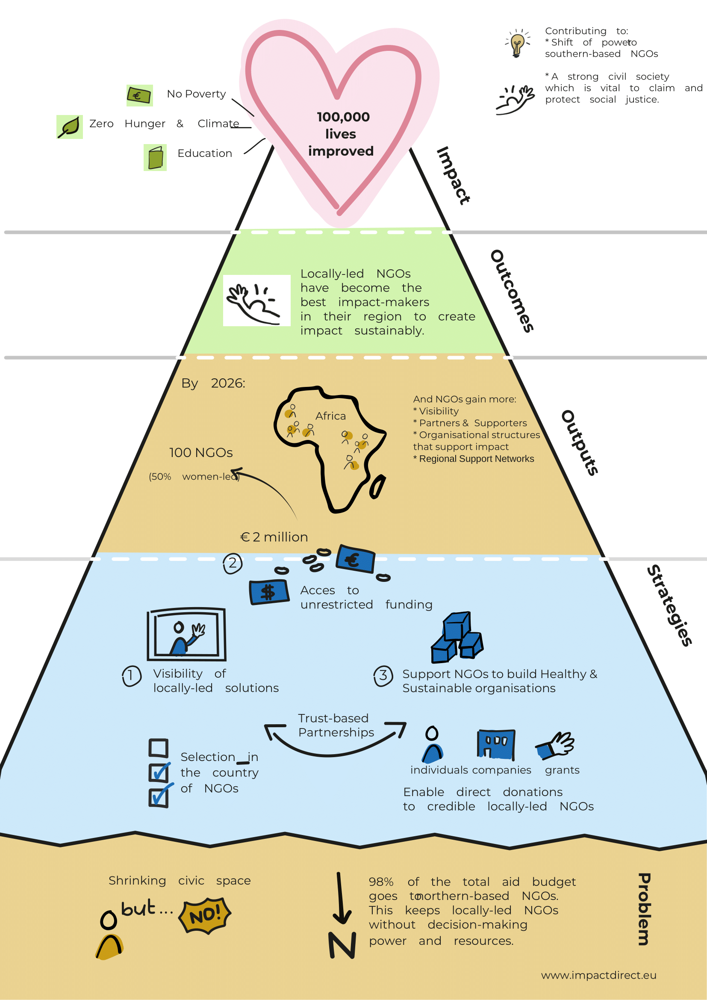 Contributing to:
* Shift of power to
southern-based NGOs
* A strong civil society
which is vital to claim and
protect social justice.
No Poverty
Zero Hunger & Climate
Education
100,000
lives
improved
Impact
Outcomes
Locally-led NGOs
have become the
best impact-makers
in their region to create
impact sustainably.
Outputs
By 2026:
Africa
And NGOs gain more:
* Visibility
* Partners & Supporters
* Organisational structures
that support impact
* Regional Support Networks
100 NGOs
(50% women-led)
€ 2 million
Strategies
2
€
$
Acces to
unrestricted funding
1
Visibility of
locally-led solutions
3
Support NGOs to build Healthy &
Sustainable organisations
Trust-based
Partnerships
Selection in
the country
of NGOs
individuals companies grants
Enable direct donations
to credible locally-led NGOs
Problem
Shrinking civic space
but...
NO!
N
98% of the total aid budget
goes to northern-based NGOs.
This keeps locally-led NGOs
without decision-making
power and resources.
www.impactdirect.eu